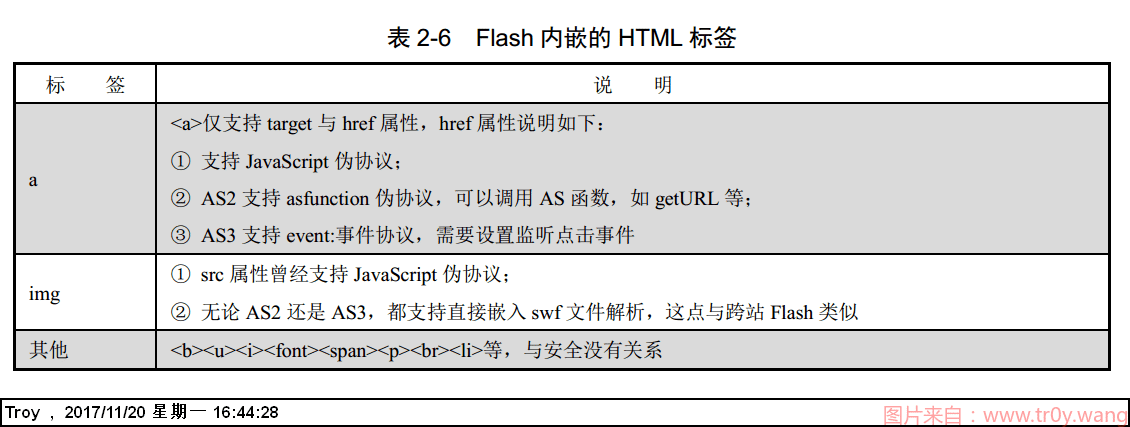 表 2-6 Flash 内嵌的 HTML 标签
标 签 说 明
a
<a>仅支持 target 与 href 属性，href 属性说明如下：
① 支持 JavaScript 伪协议；
② AS2 支持 asfunction 伪协议，可以调用 AS 函数，如 getURL 等；
③ AS3 支持 event:事件协议，需要设置监听点击事件
img
① src 属性曾经支持 JavaScript 伪协议；
② 无论 AS2 还是 AS3，都支持直接嵌入 swf 文件解析，这点与跨站 Flash 类似
其他 <b><u><i><font><span><p><br><li>等，与安全没有关系
Troy , 2017/11/20 星期一 16:44:28
图片来自：www.tr0y.wang